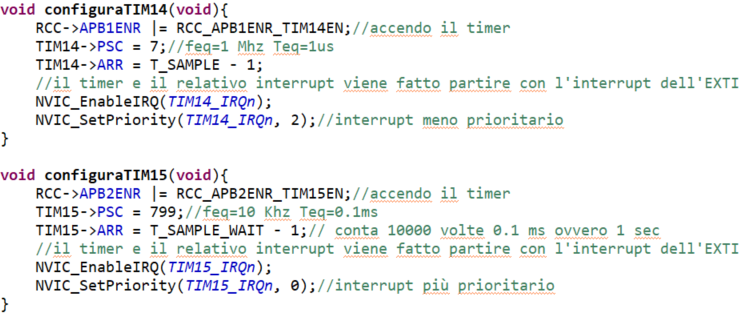 void configuraTIM14(void){
RCC->APB1ENR |= RCC_APB1ENR_TIM14EN;//accendo il timer
TIM14->PSC = 7;//feq=1 Mhz Teq=1us
TIM14->ARR = T_SAMPLE - 1;
//il timer e il relativo interrupt viene fatto partire con l'interrupt dell'EXTI
NVIC_EnableIRQ(TIM14_IRQn);
NVIC_SetPriority(TIM14_IRQn, 2);//interrupt meno prioritario
}
void configuraTIM15(void){
RCC->APB2ENR |= RCC_APB2ENR_TIM15EN;//accendo il timer
TIM15->PSC = 799;//feq=10 Khz Teq=0.1ms
TIM15->ARR = T_SAMPLE_WAIT - 1;// conta 10000 volte 0.1 ms ovvero 1 sec
//il timer e il relativo interrupt viene fatto partire con l'interrupt dell'EXTI
NVIC_EnableIRQ(TIM15_IRQn);
NVIC_SetPriority(TIM15_IRQn, 0);//interrupt più prioritario
}